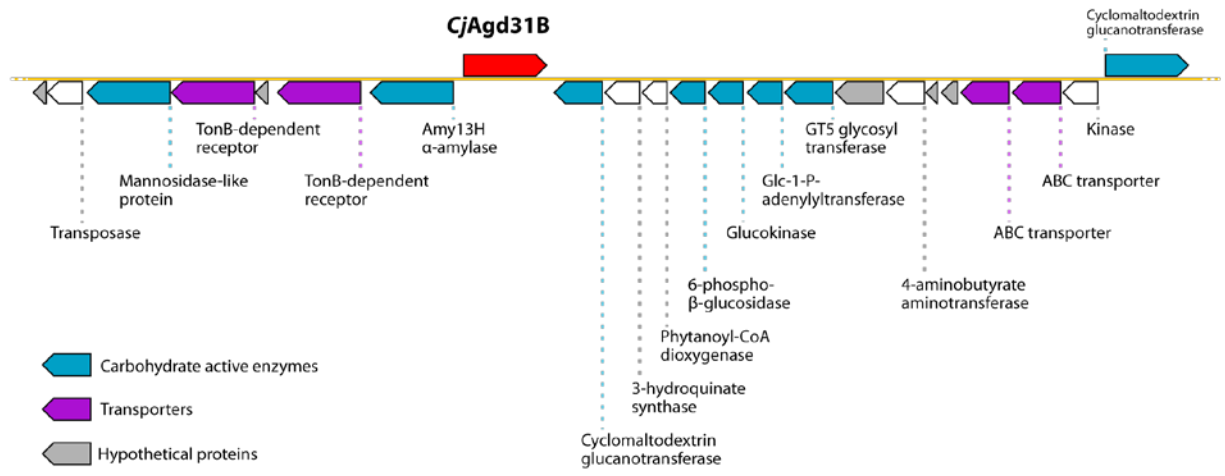 CjAgd31B
Cyclomaltodextrin
glucanotransferase
TonB-dependent
receptor
Amy13H
α-amylase
GT5 glycosyl
transferase
Kinase
Mannosidase-like
protein
TonB-dependent
receptor
Glc-1-P-
adenylyltransferase
ABC transporter
Transposase
Glucokinase
ABC transporter
6-phospho-
β-glucosidase
4-aminobutyrate
aminotransferase
Phytanoyl-CoA
dioxygenase
Carbohydrate active enzymes
3-hydroquinate
synthase
Transporters
Cyclomaltodextrin
glucanotransferase
Hypothetical proteins